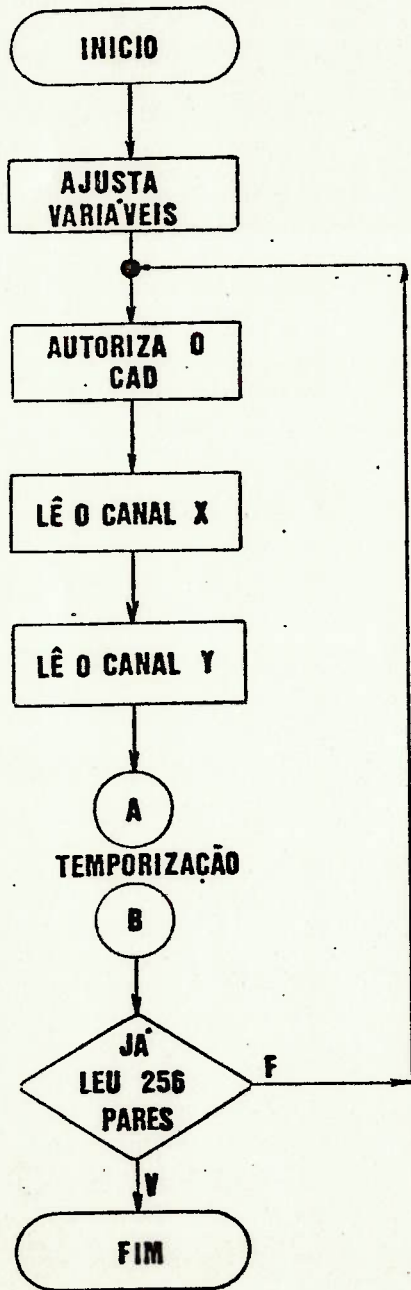 INICIO
AJUSTA
VARIÁVEIS
AUTORIZA O
CAD
LÊ O CANAL X
LÊ O CANAL Y
A
TEMPORIZAÇÃO
B
JÁ
LEU 256
PARES
F
V
FIM